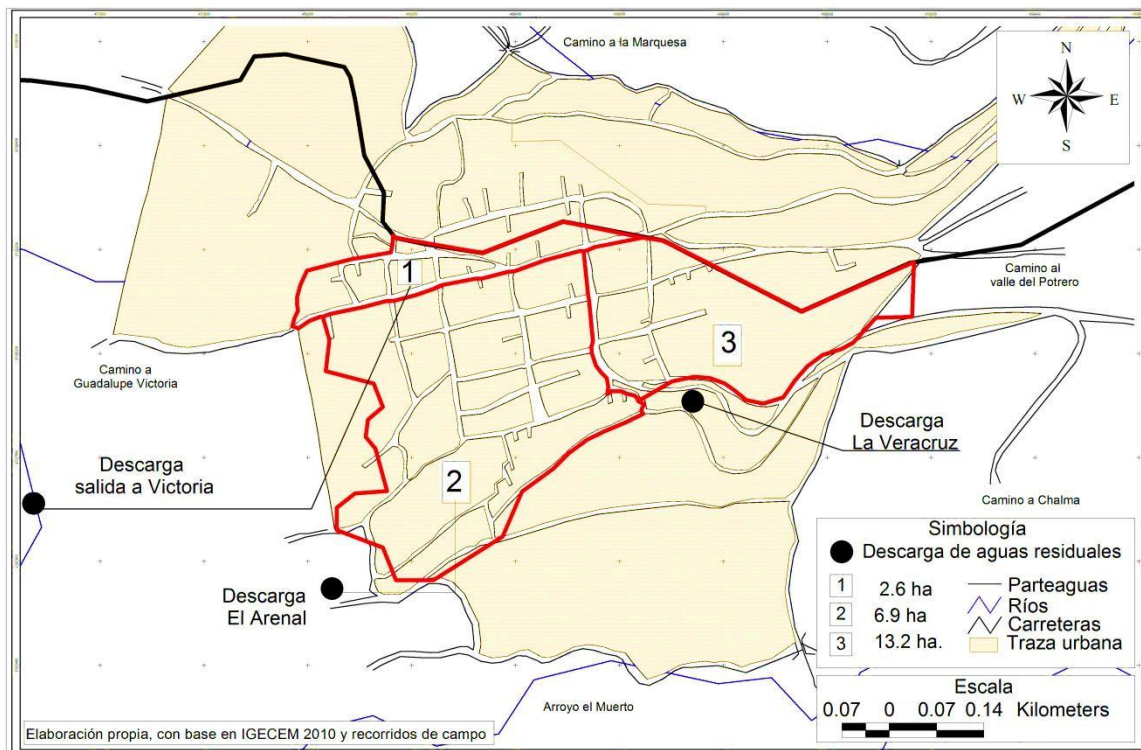 Camino a la Marquesa
N
W E
S
1
Camino al
valle del Potrero
3
Camino a
Guadalupe Victoria
Descarga
La Veracruz
Descarga
salida a Victoria
2
Camino a Chalma
Descarga
El Arenal
Simbología
Descarga de aguas residuales
1 2.6 ha
2 6.9 ha
3 13.2 ha.
Parteaguas
Ríos
Carreteras
Traza urbana
Escala
0.07 0 0.07 0.14 Kilometers
Arroyo el Muerto
Elaboración propia, con base en IGECEM 2010 y recorridos de campo